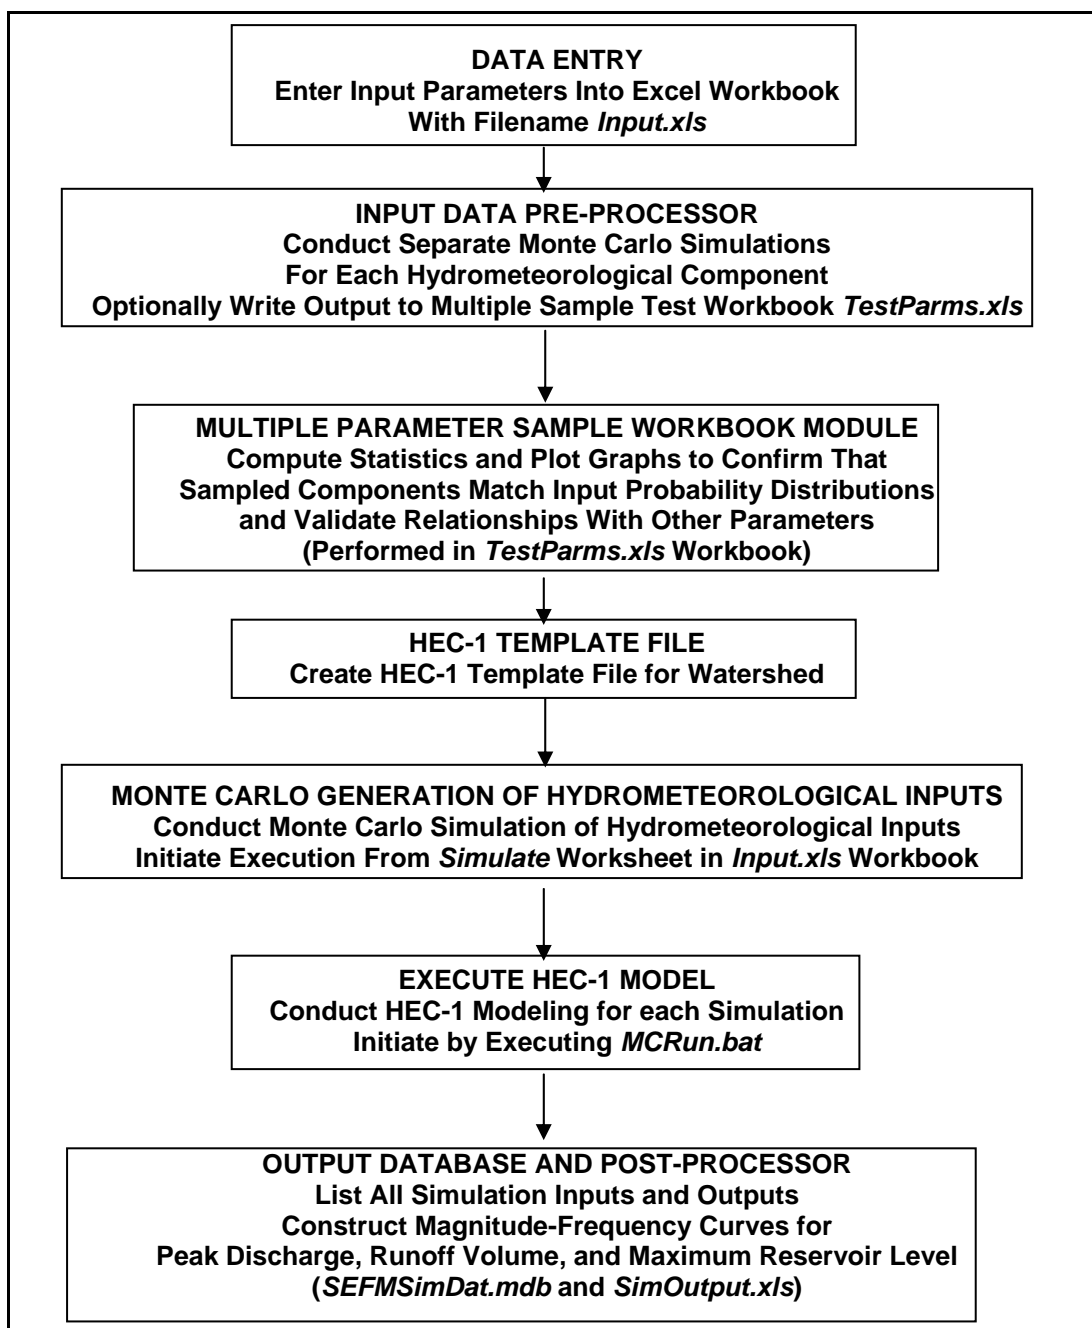 DATA ENTRY
Enter Input Parameters Into Excel Workbook
With Filename Input.xls
INPUT DATA PRE-PROCESSOR
Conduct Separate Monte Carlo Simulations
For Each Hydrometeorological Component
Optionally Write Output to Multiple Sample Test Workbook TestParms.xls
MULTIPLE PARAMETER SAMPLE WORKBOOK MODULE
Compute Statistics and Plot Graphs to Confirm That
Sampled Components Match Input Probability Distributions
and Validate Relationships With Other Parameters
(Performed in TestParms.xls Workbook)
HEC-1 TEMPLATE FILE
Create HEC-1 Template File for Watershed
MONTE CARLO GENERATION OF HYDROMETEOROLOGICAL INPUTS
Conduct Monte Carlo Simulation of Hydrometeorological Inputs
Initiate Execution From Simulate Worksheet in Input.xls Workbook
EXECUTE HEC-1 MODEL
Conduct HEC-1 Modeling for each Simulation
Initiate by Executing MCRun.bat
OUTPUT DATABASE AND POST-PROCESSOR
List All Simulation Inputs and Outputs
Construct Magnitude-Frequency Curves for
Peak Discharge, Runoff Volume, and Maximum Reservoir Level
(SEFMSimDat.mdb and SimOutput.xls)